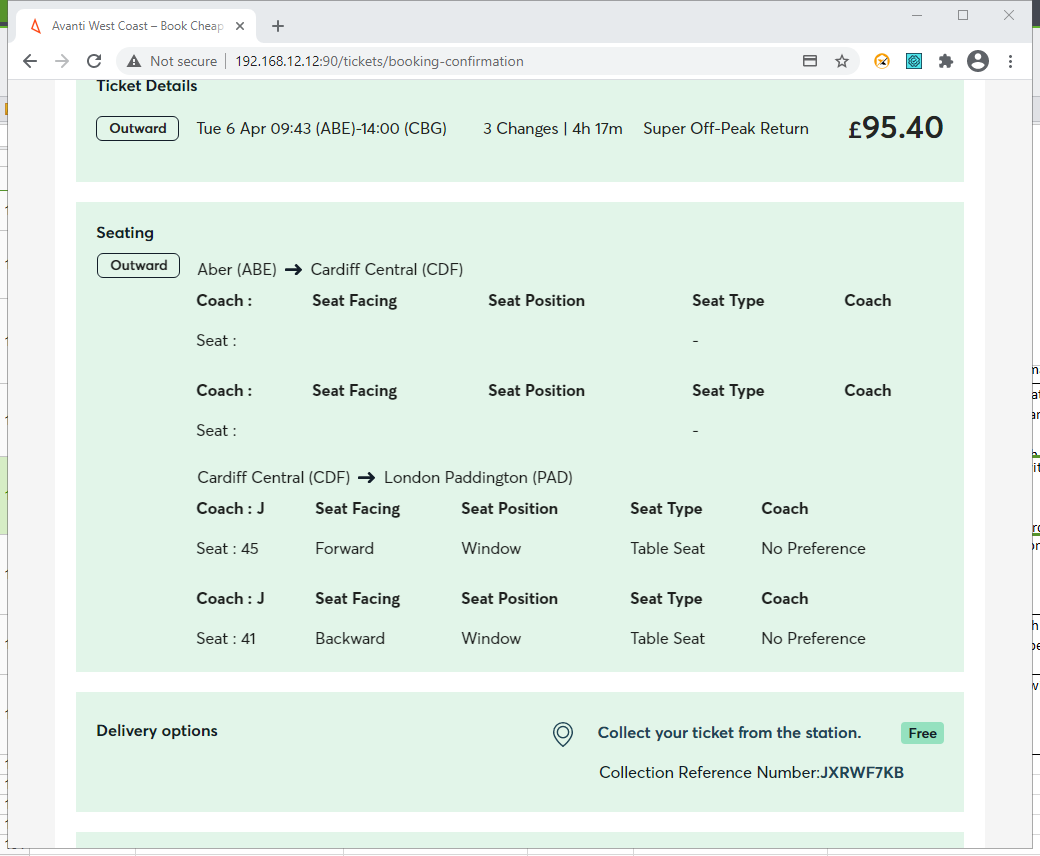 Avanti West Coast – Book Cheap
Not secure | 192.168.12.12:90/tickets/booking-confirmation
Ticket Details
Outward Tue 6 Apr 09:43 (ABE)-14:00 (CBG) 3 Changes | 4h 17m Super Off-Peak Return £95.40
Seating
Outward Aber (ABE) → Cardiff Central (CDF)
Coach : Seat Facing Seat Position Seat Type Coach
Seat : -
Coach : Seat Facing Seat Position Seat Type Coach
Seat : -
Cardiff Central (CDF) → London Paddington (PAD)
Coach : J Seat Facing Seat Position Seat Type Coach
Seat : 45 Forward Window Table Seat No Preference
Coach : J Seat Facing Seat Position Seat Type Coach
Seat : 41 Backward Window Table Seat No Preference
Delivery options Collect your ticket from the station. Free
Collection Reference Number:JXRWF7KB